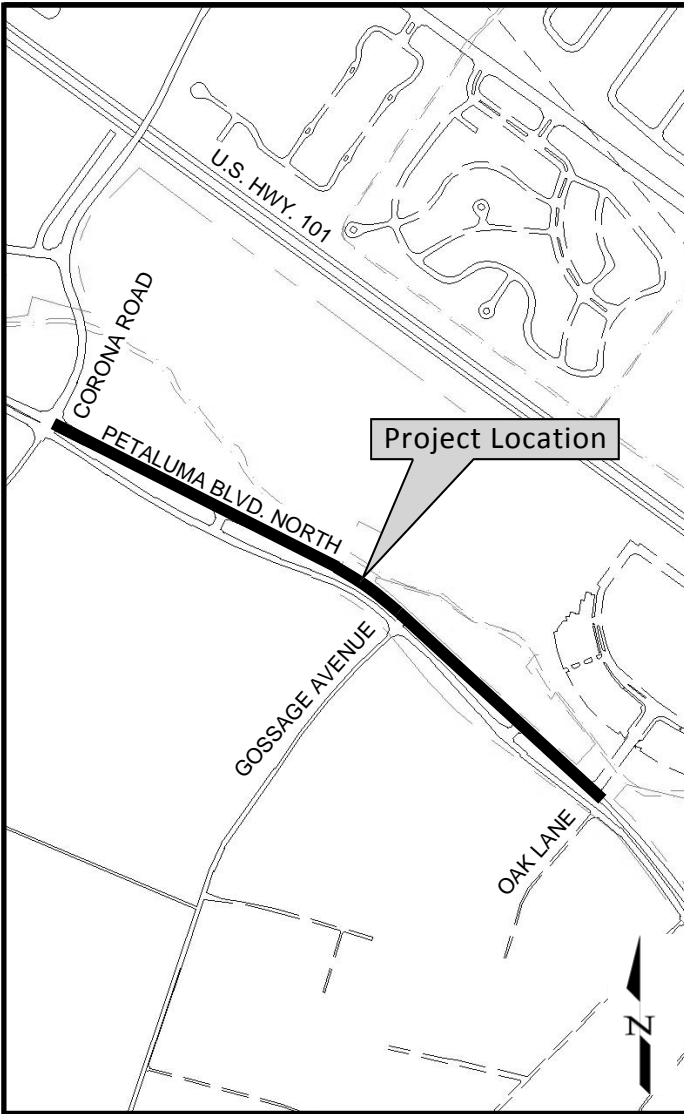 U.S. HWY. 101
CORONA ROAD
Project Location
PETALUMA BLVD. NORTH
GOSSAGE AVENUE
OAK LANE
N